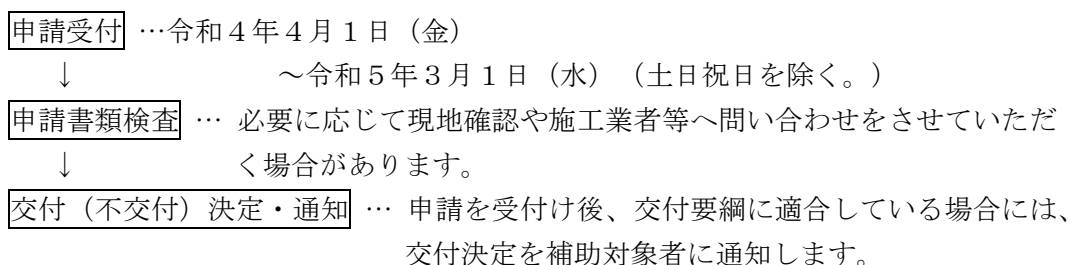 申請受付 …令和４年４月１日（金）
↓ ～令和５年３月１日（水）（土日祝日を除く。）
申請書類検査 … 必要に応じて現地確認や施工業者等へ問い合わせをさせていただ
↓ く場合があります。
交付（不交付）決定・通知 … 申請を受付け後、交付要綱に適合している場合には、
交付決定を補助対象者に通知します。